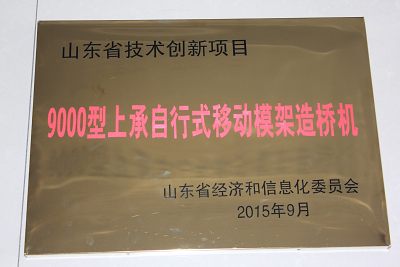 山东省技术创新项目
9000型上承自行式移动模架造桥机
山东省经济和信息化委员会
2015年9月